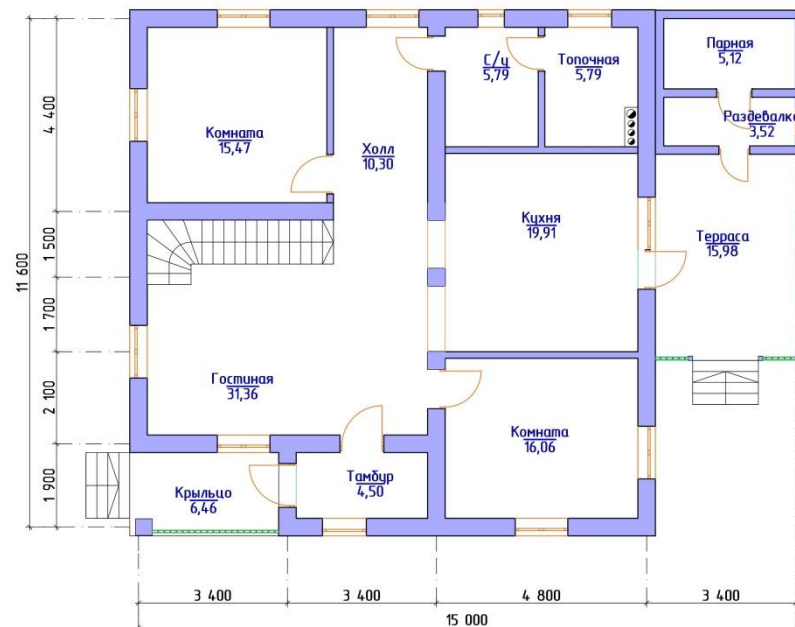 С/у
5,79
Топочная
5,79
Парная
5,12
Раздевалка
3,52
Комната
15,47
Холл
10,30
Кухня
19,91
Терраса
15,98
Гостиная
31,36
Комната
16,06
Тамбур
4,50
Крыльцо
6,46
4 400
1 500
1 700
2 100
1 900
11 600
3 400
3 400
4 800
3 400
15 000